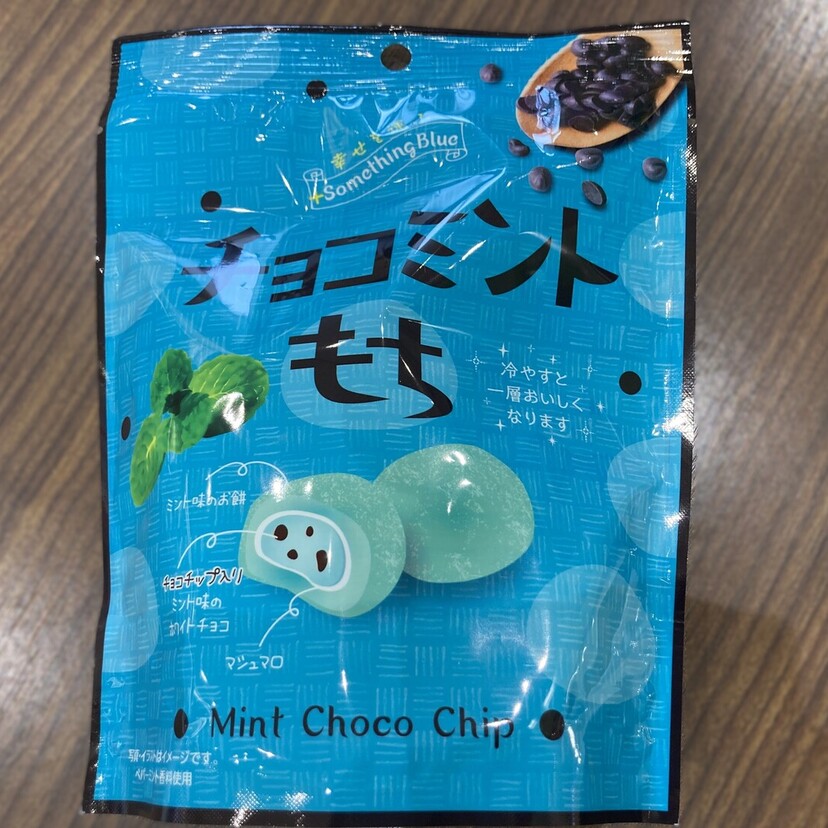 幸せを運ぶ
Something Blue
チョコミント
もち
冷やすと
一層おいしく
なります
ミント味のお餅
チョコチップ入り
ミント味の
ホワイトチョコ
マシュマロ
Mint Choco Chip
写真・イラストはイメージです。
ペパーミント香料使用